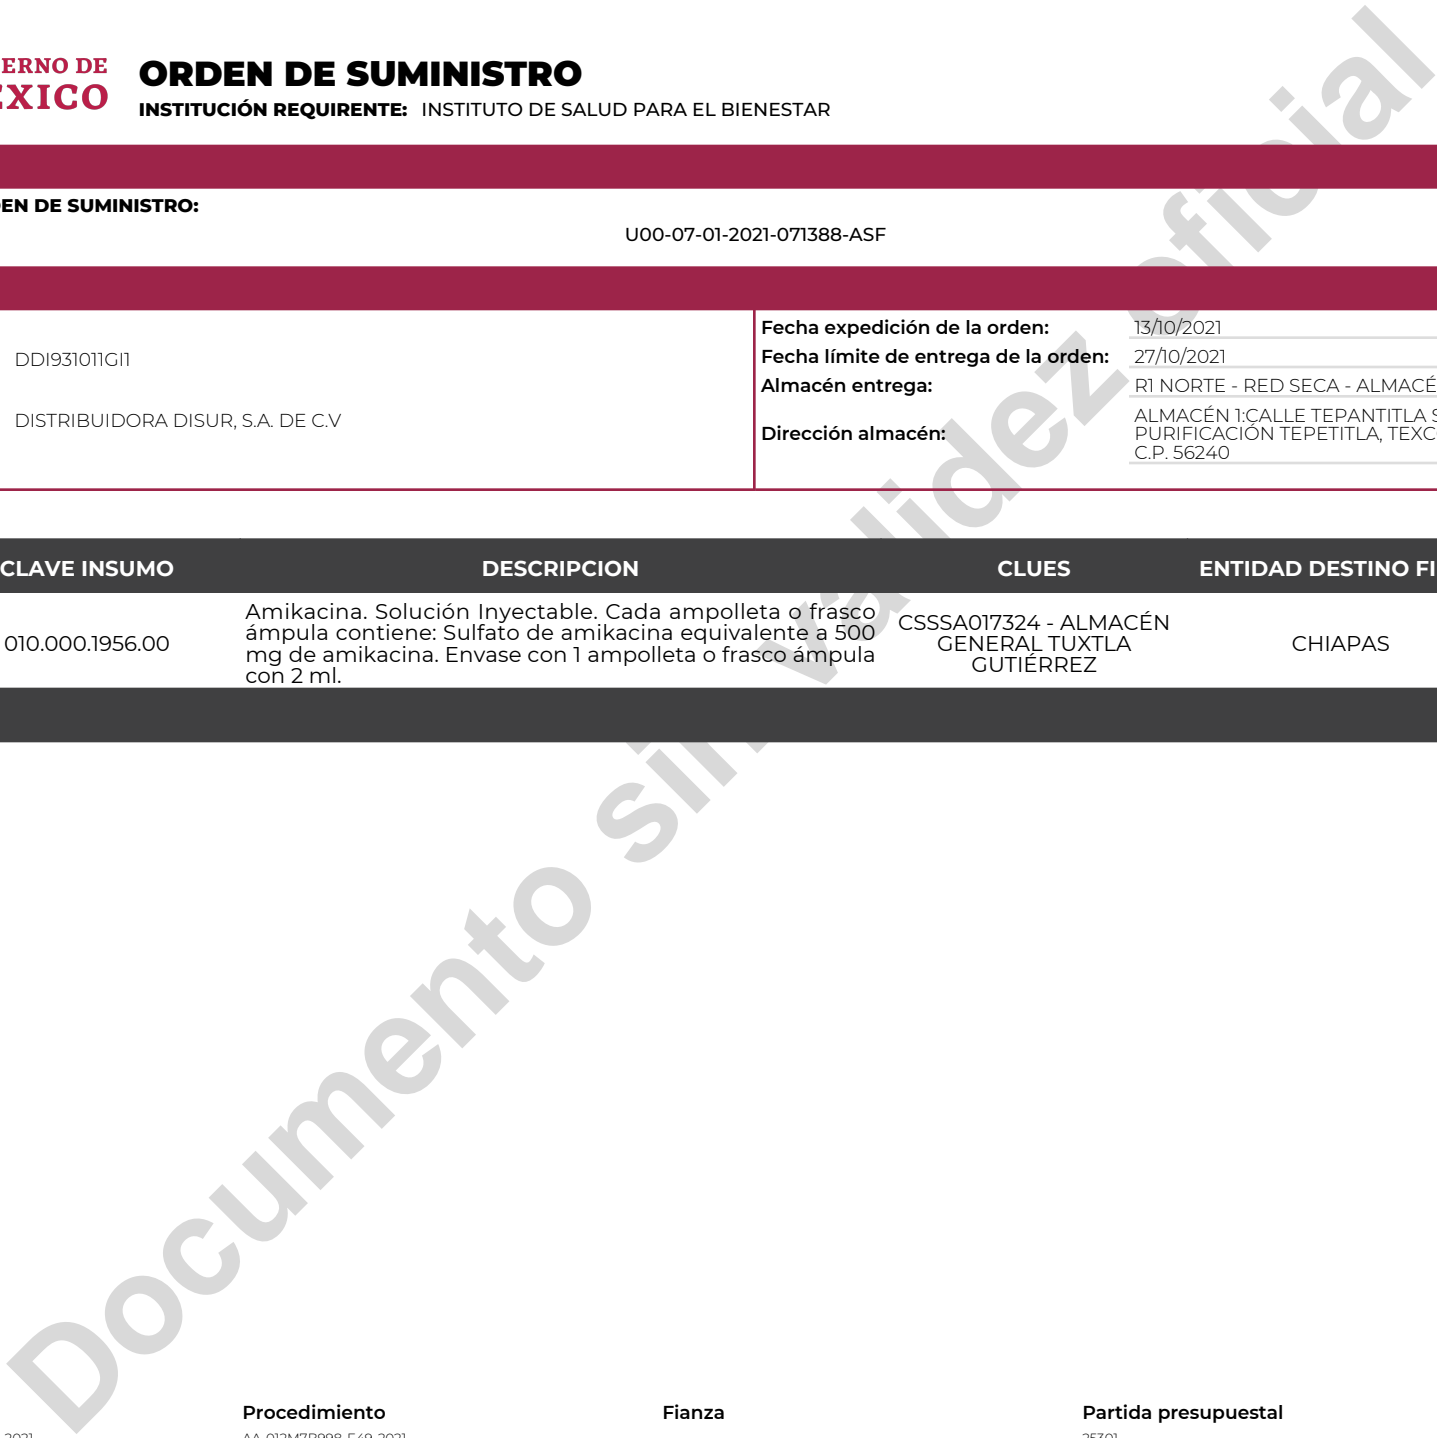 ERNO DE
EXICO
ORDEN DE SUMINISTRO
INSTITUCIÓN REQUIRENTE: INSTITUTO DE SALUD PARA EL BIENESTAR
EN DE SUMINISTRO:
U00-07-01-2021-071388-ASF
DDI931011GI1
DISTRIBUIDORA DISUR, S.A. DE C.V
Fecha expedición de la orden: 13/10/2021
Fecha límite de entrega de la orden: 27/10/2021
Almacén entrega: R1 NORTE - RED SECA - ALMACÉ
Dirección almacén: ALMACÉN 1:CALLE TEPANTITLA S
PURIFICACIÓN TEPETITLA, TEXC
C.P. 56240
CLAVE INSUMO DESCRIPCION CLUES ENTIDAD DESTINO FI
010.000.1956.00
Amikacina. Solución Inyectable. Cada ampolleta o frasco
ámpula contiene: Sulfato de amikacina equivalente a 500
mg de amikacina. Envase con 1 ampolleta o frasco ámpula
con 2 ml.
CSSSA017324 - ALMACÉN
GENERAL TUXTLA
GUTIÉRREZ
CHIAPAS
Documento sin validez oficial
Procedimiento Fianza Partida presupuestal